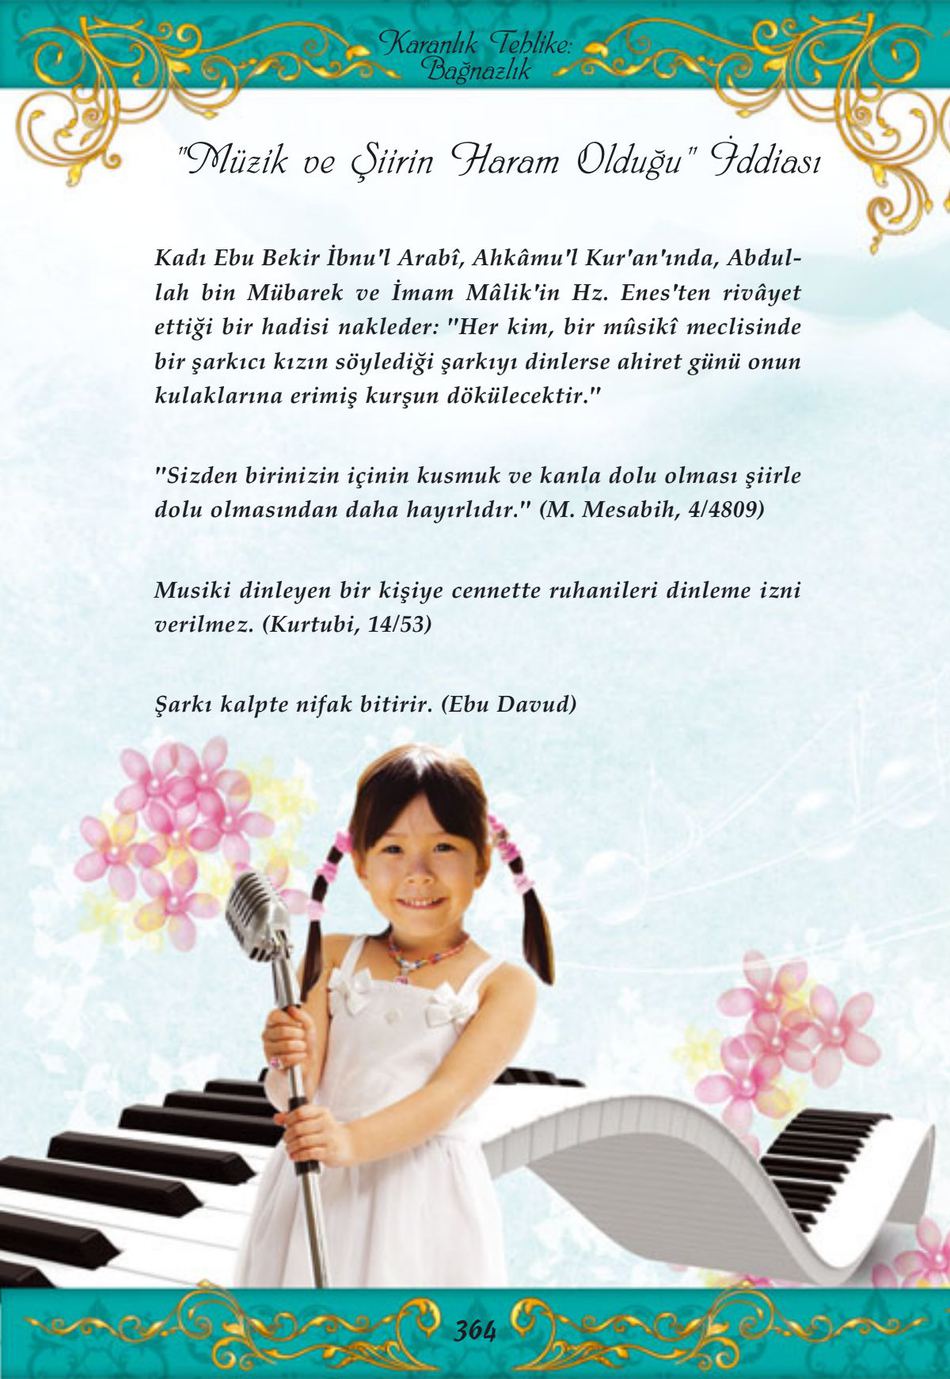 Karanlık Tehlike:
Bağnazlık
"Müzik ve Şiirin Haram Olduğu" İddiası
Kadı Ebu Bekir İbnu'l Arabî, Ahkâmu'l Kur'an'ında, Abdul-
lah bin Mübarek ve İmam Mâlik'in Hz. Enes'ten rivâyet
ettiği bir hadisi nakleder: "Her kim, bir mûsikî meclisinde
bir şarkıcı kızın söylediği şarkıyı dinlerse ahiret günü onun
kulaklarına erimiş kurşun dökülecektir."
"Sizden birinizin içinin kusmuk ve kanla dolu olması şiirle
dolu olmasından daha hayırlıdır." (M. Mesabih, 4/4809)
Musiki dinleyen bir kişiye cennette ruhanileri dinleme izni
verilmez. (Kurtubi, 14/53)
Şarkı kalpte nifak bitirir. (Ebu Davud)
364